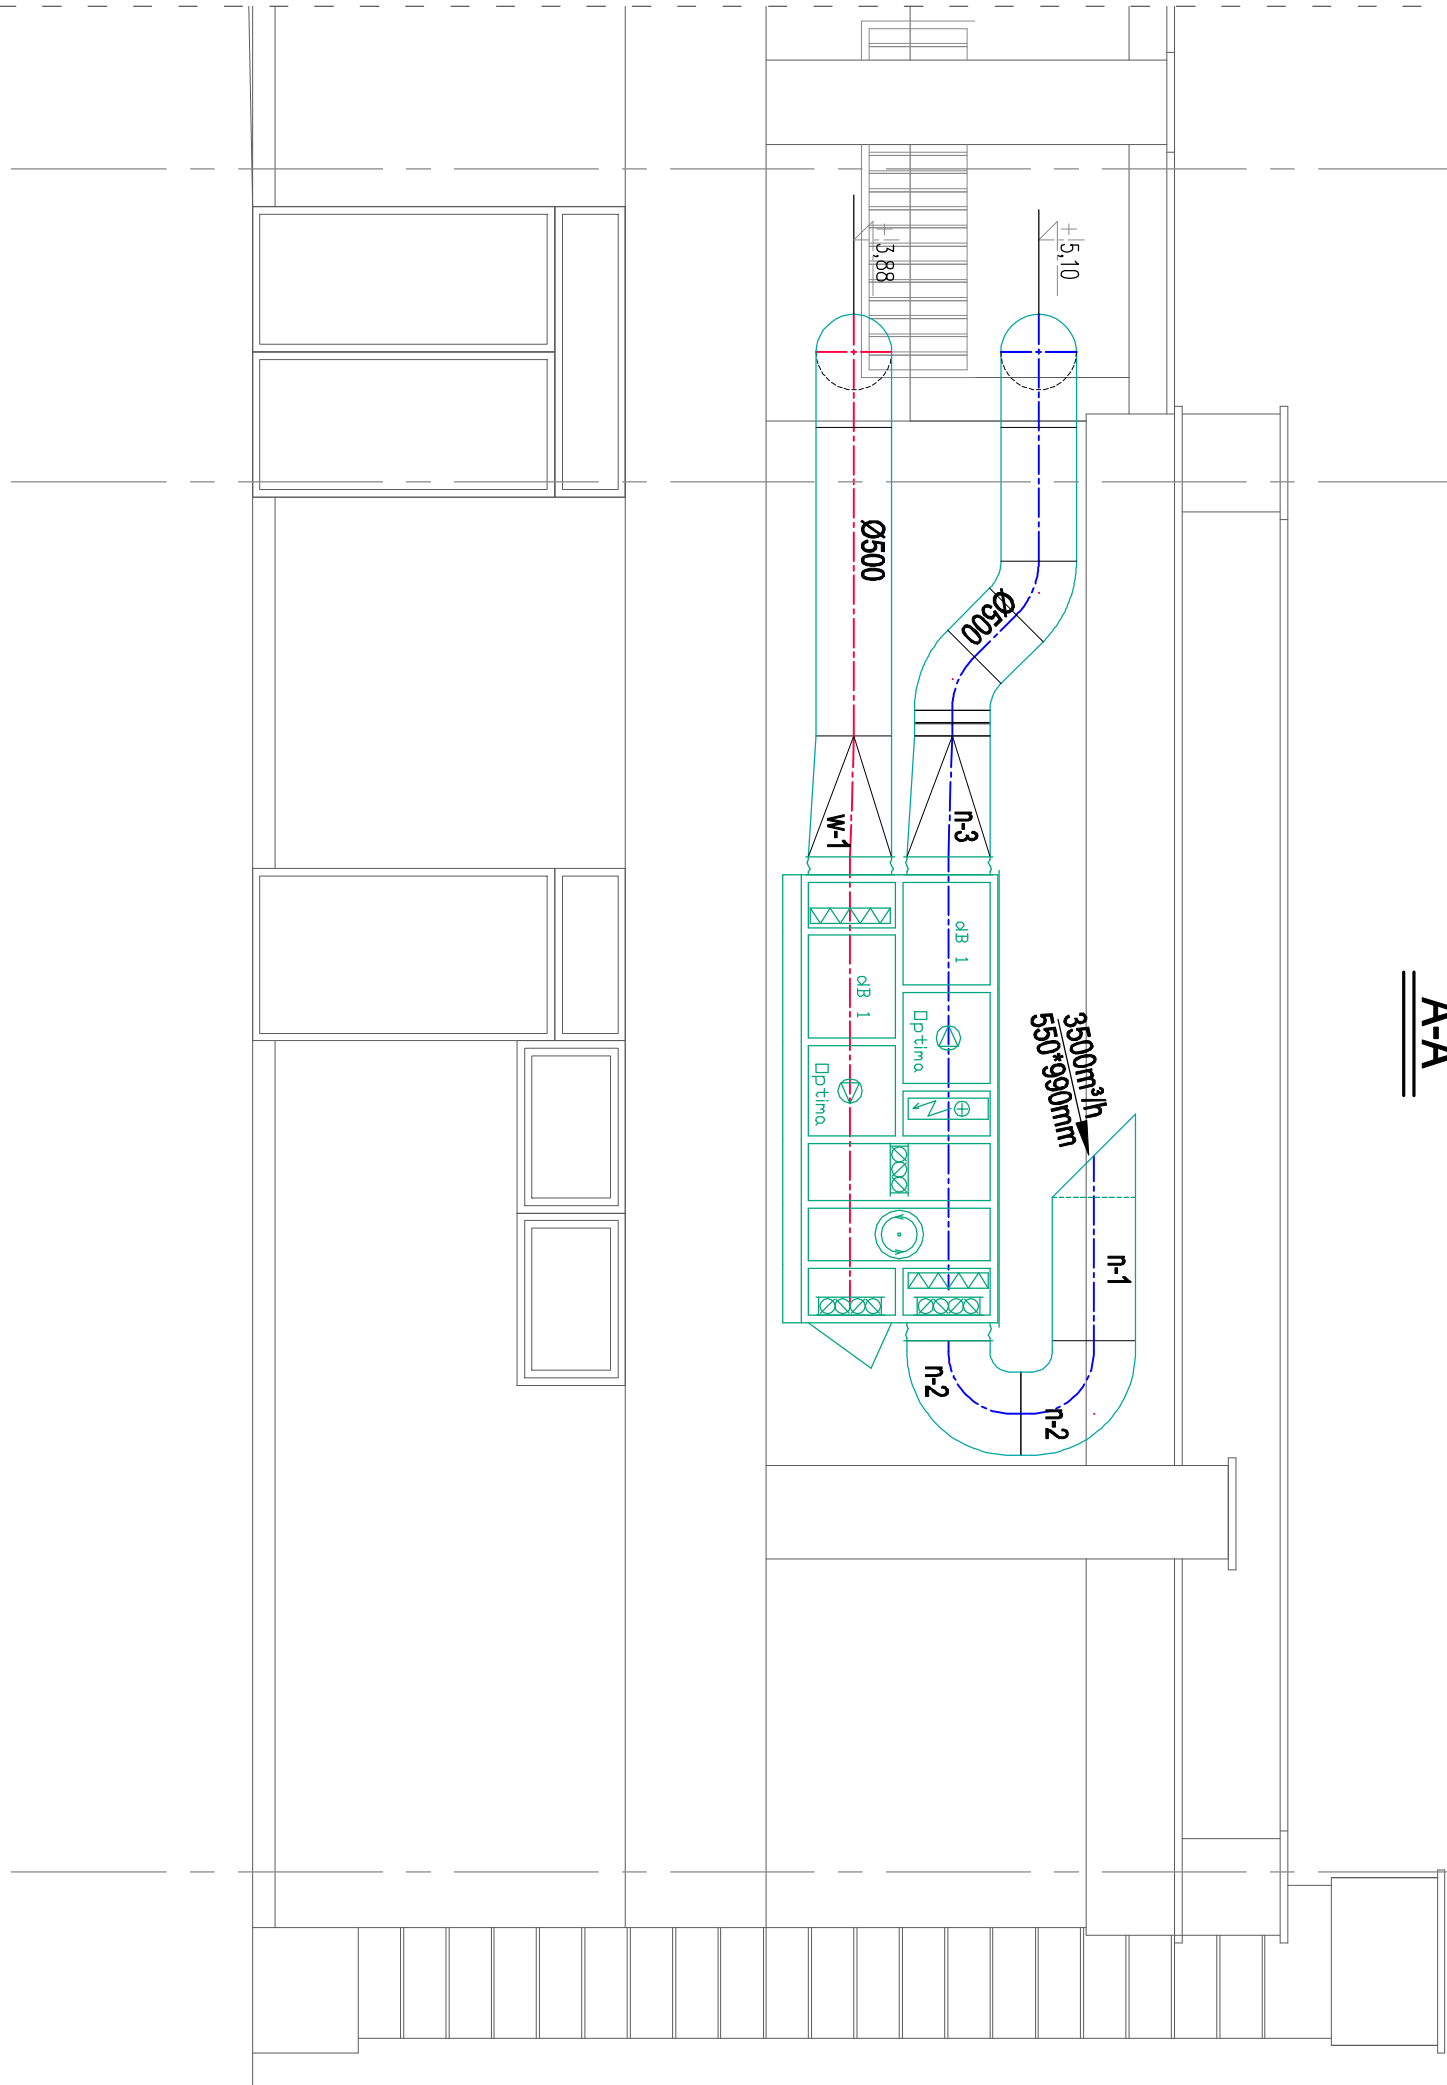 A-A
+5,10
+3,88
Ø500
Ø500
n-3
w-1
dB 1
dB 1
Optima
Optima
3500m³/h
550*990mm
n-1
n-2
n-2